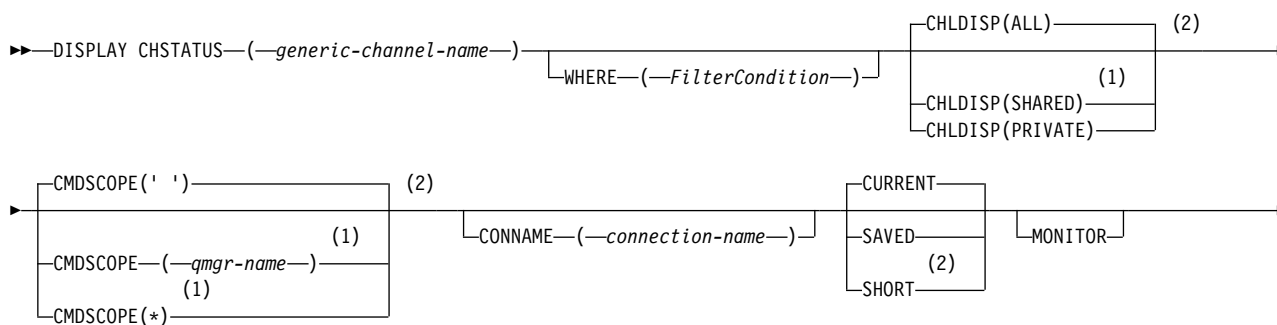 CHLDISP(ALL) (2)
DISPLAY CHSTATUS ( generic-channel-name )
WHERE ( FilterCondition ) (1)
CHLDISP(SHARED)
CHLDISP(PRIVATE)
CMDSCOPE(' ') (2) CURRENT
(1) CONNAME ( connection-name ) SAVED MONITOR
CMDSCOPE ( qmgr-name ) (2)
(1) SHORT
CMDSCOPE(*)